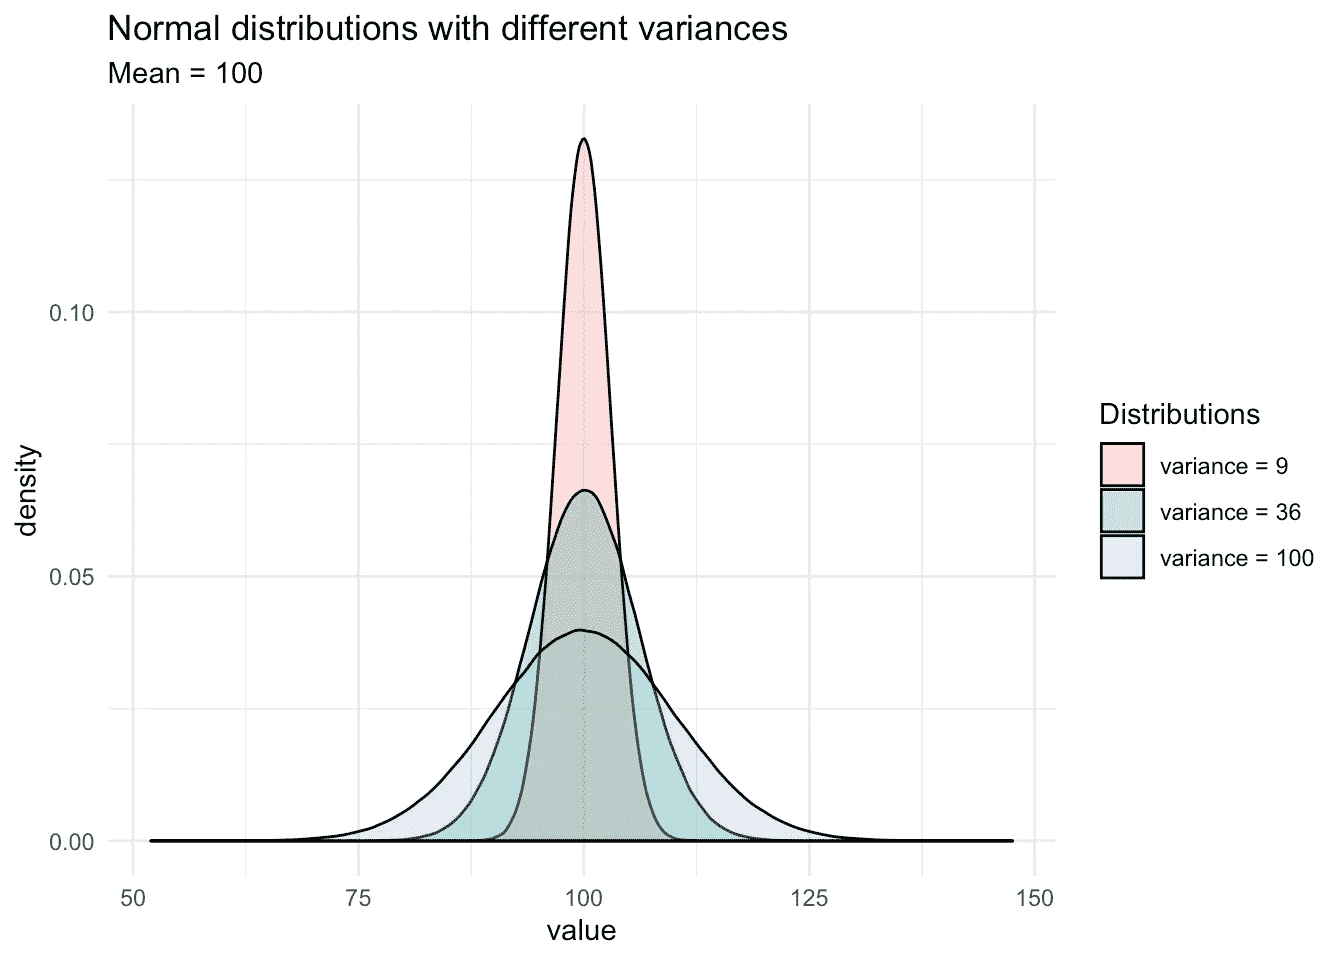 Normal distributions with different variances
Mean = 100
density
0.10
0.05
0.00
50 75 100 125 150
value
Distributions
variance = 9
variance = 36
variance = 100